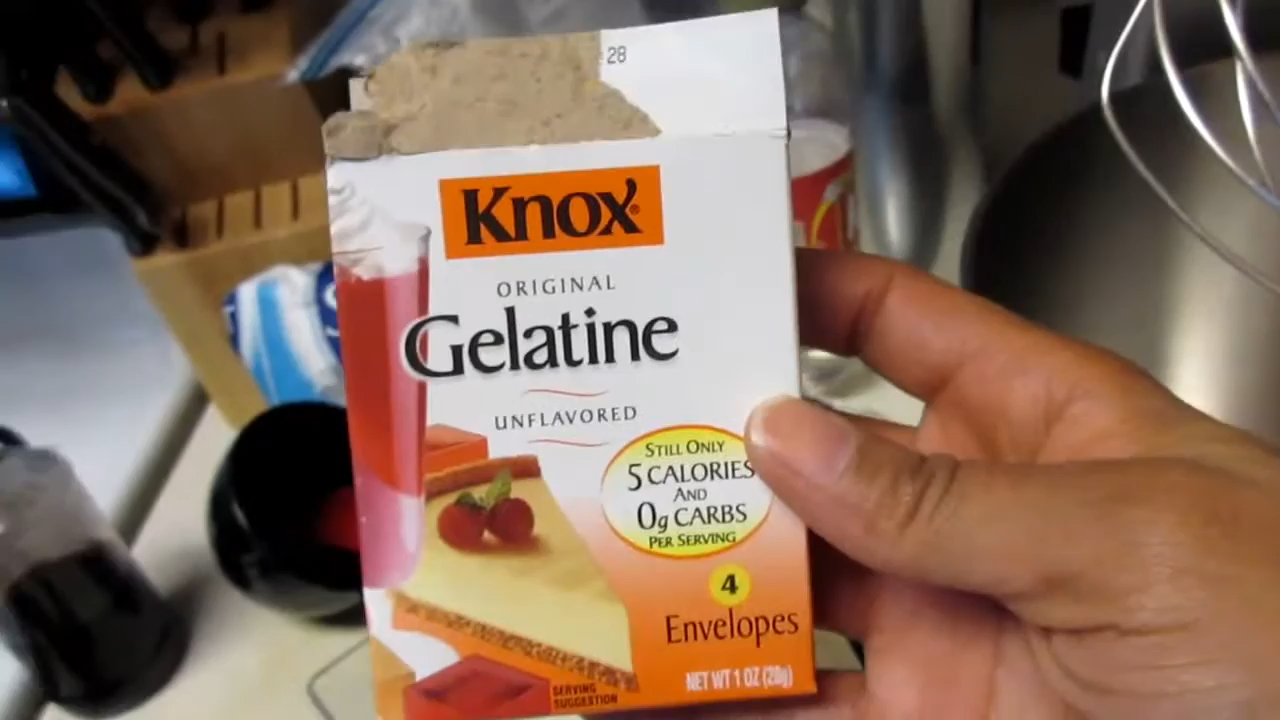 28
Knox®
ORIGINAL
Gelatine
UNFLAVORED
STILL ONLY
5 CALORIES
AND
0g CARBS
PER SERVING
4
ENVELOPES
NET WT 1 OZ (28g)
SERVING
SUGGESTION